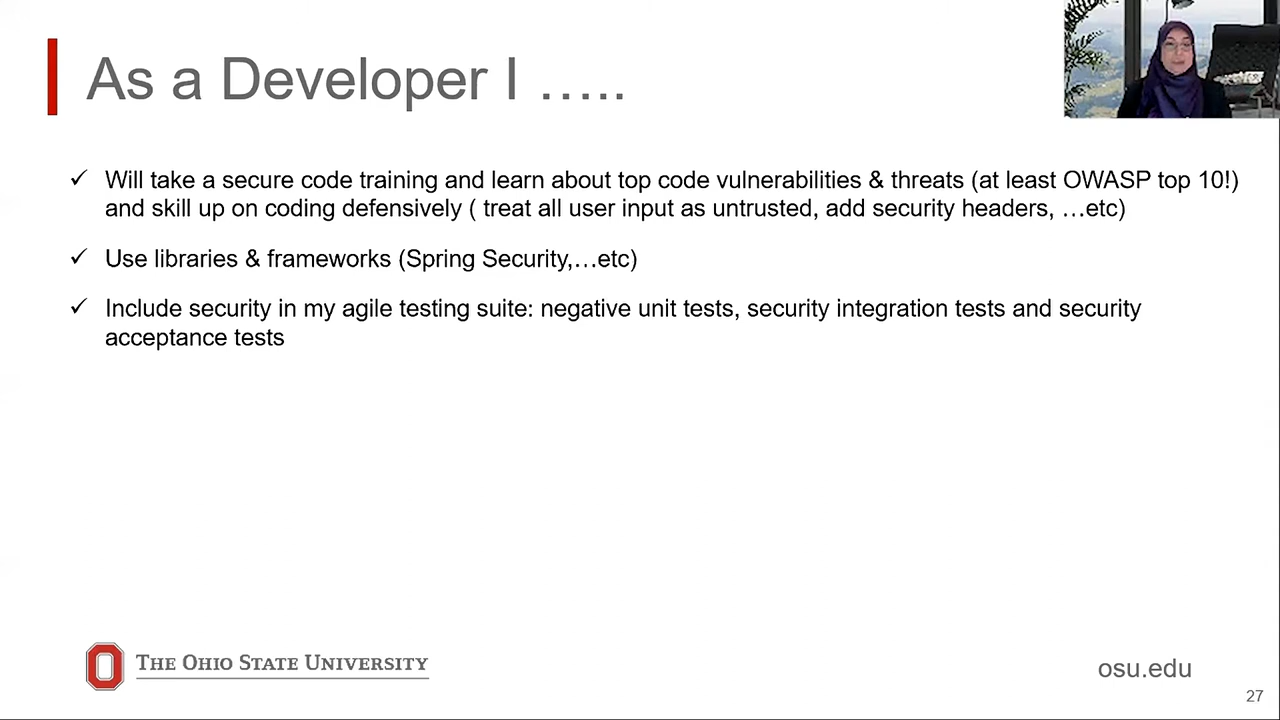 As a Developer I …..
✓ Will take a secure code training and learn about top code vulnerabilities & threats (at least OWASP top 10!)
and skill up on coding defensively ( treat all user input as untrusted, add security headers, …etc)
✓ Use libraries & frameworks (Spring Security,…etc)
✓ Include security in my agile testing suite: negative unit tests, security integration tests and security
acceptance tests
THE OHIO STATE UNIVERSITY
osu.edu
27